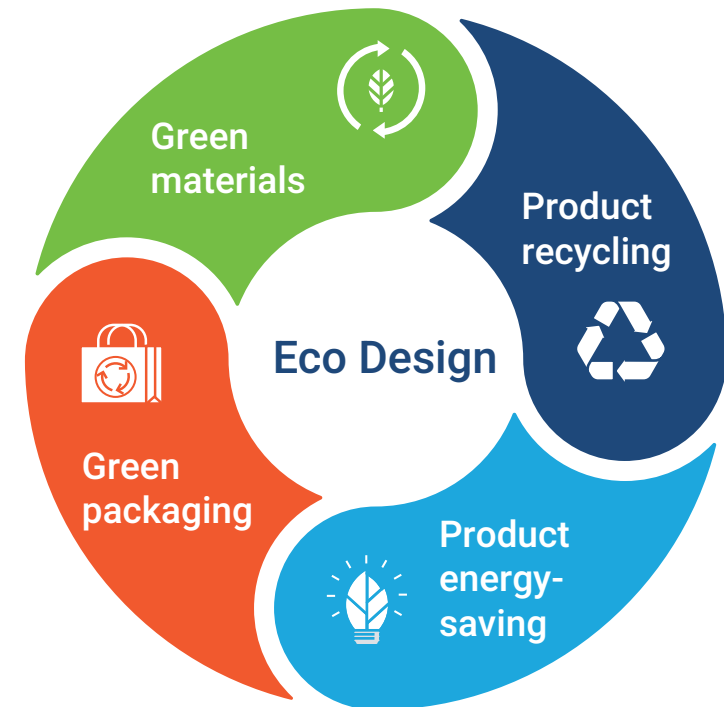 Green
materials
Product
recycling
Eco Design
Green
packaging
Product
energy-
saving